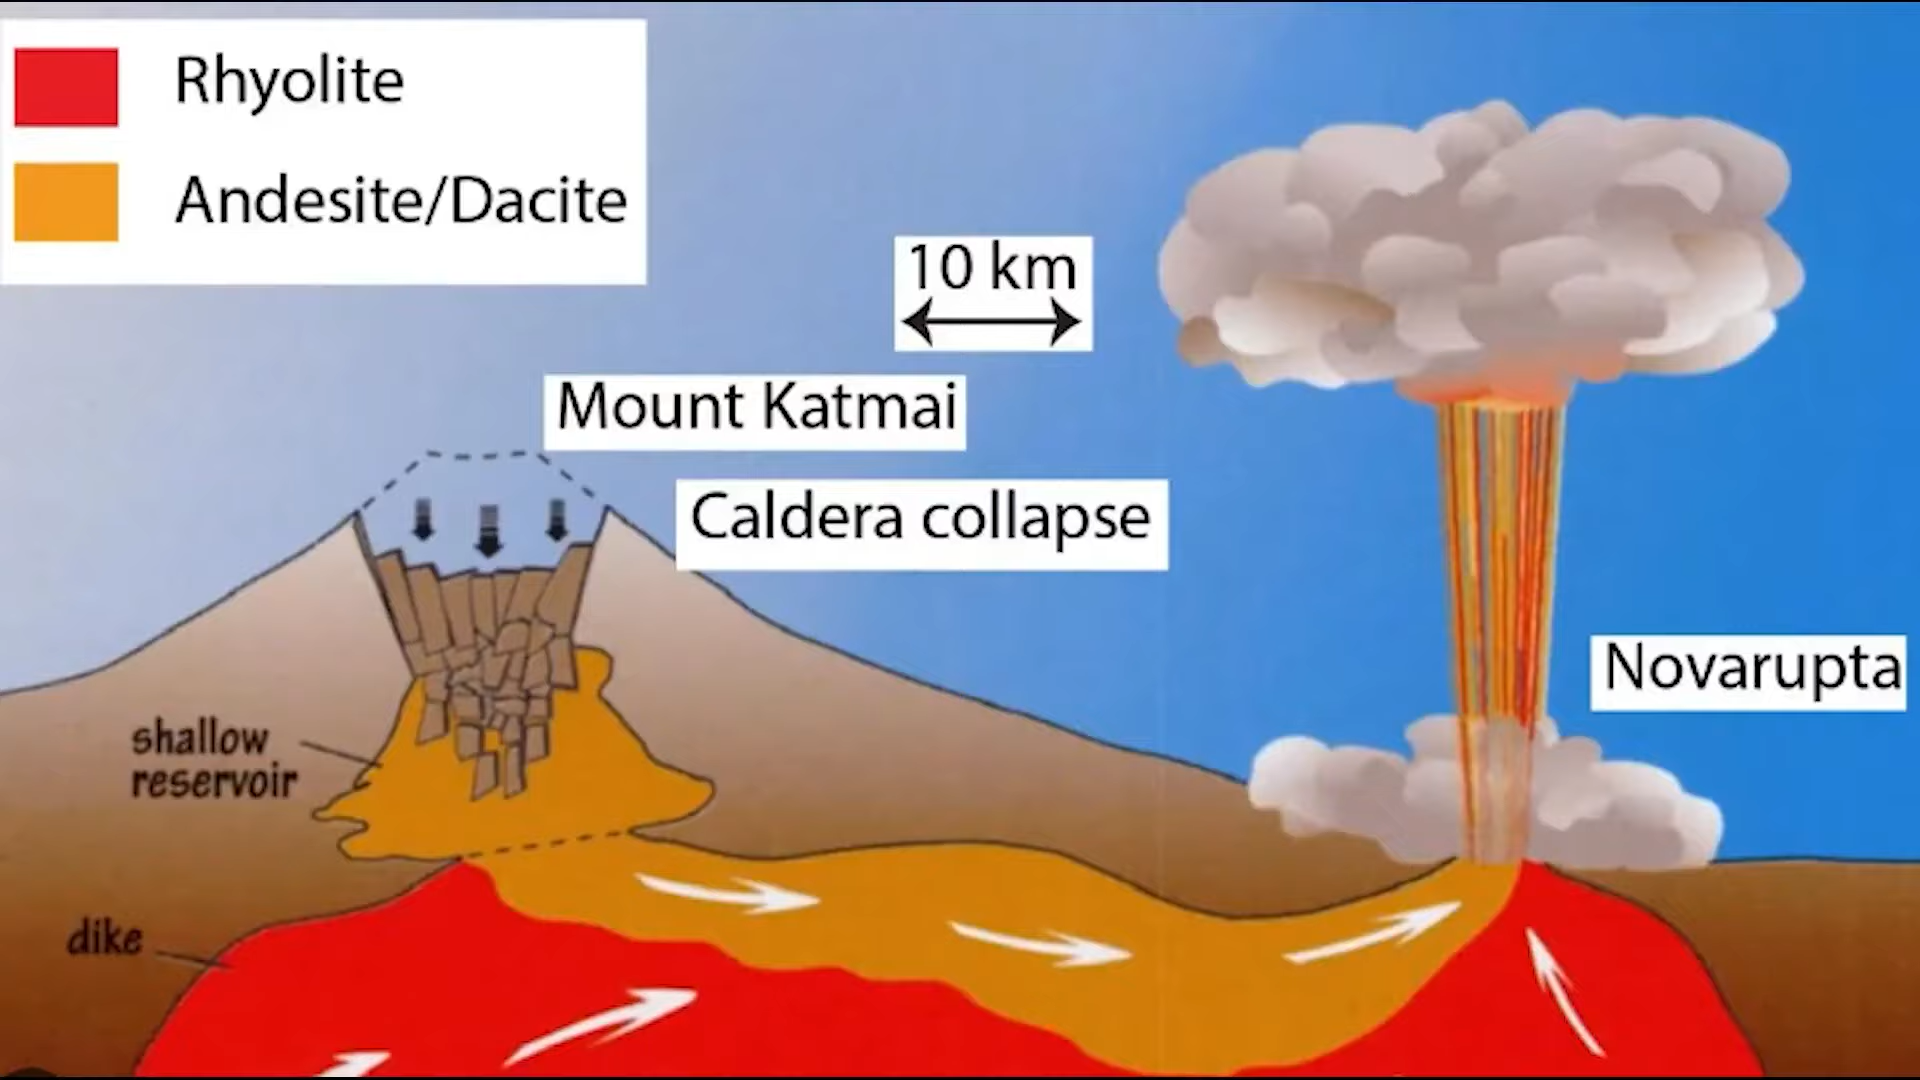 Rhyolite
Andesite/Dacite
10 km
Mount Katmai
Caldera collapse
Novarupta
shallow
reservoir
dike